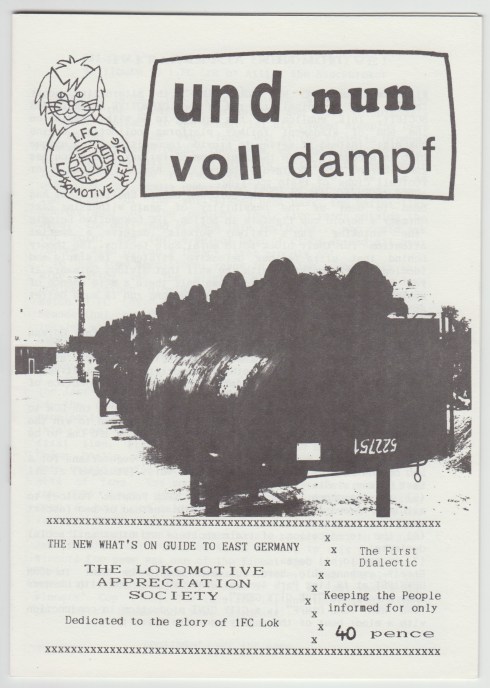 und nun
voll dampf
1.FC
LOKOMOTIVE LEIPZIG
522751
xxxxxxxxxxxxxxxxxxxxxxxxxxxxxxxxxxxxxxxxxxxxxxxxxxxxxxxxxxxxxx
THE NEW WHAT'S ON GUIDE TO EAST GERMANY
THE LOKOMOTIVE
APPRECIATION
SOCIETY
Dedicated to the glory of 1FC Lok
x
x
x
x
x
x
x
x
x
x
The First
Dialectic
Keeping the People
informed for only
40 pence
xxxxxxxxxxxxxxxxxxxxxxxxxxxxxxxxxxxxxxxxxxxxxxxxxxxxxxxxxxxxxx